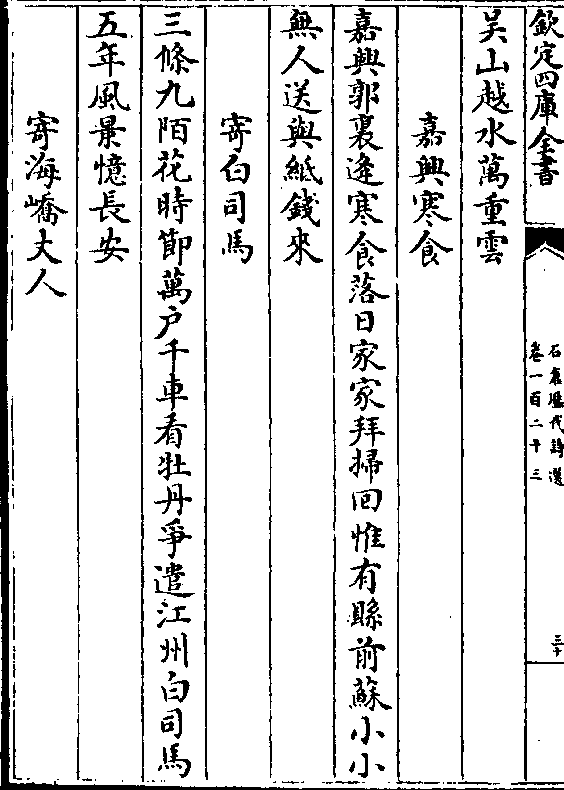 欽定四庫全書
石倉歷代詩選
卷一百二十三
三十
吴山越水萬重雲
嘉興寒食
嘉興郭裏逢寒食落日家家拜掃回惟有縣前蘇小小
無人送與紙錢來
寄白司馬
三條九陌花時節萬户千車看牡丹爭遣江州白司馬
五年風景憶長安
寄海嶠丈人